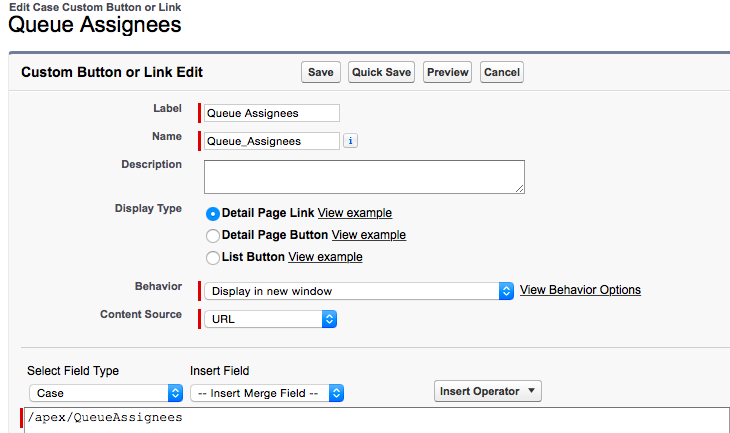 Edit Case Custom Button or Link
Queue Assignees
Custom Button or Link Edit
Save Quick Save Preview Cancel
Label Queue Assignees
Name Queue_Assignees i
Description
Display Type Detail Page Link View example
Detail Page Button View example
List Button View example
Behavior Display in new window View Behavior Options
Content Source URL
Select Field Type Insert Field
Case -- Insert Merge Field -- Insert Operator
/apex/QueueAssignees